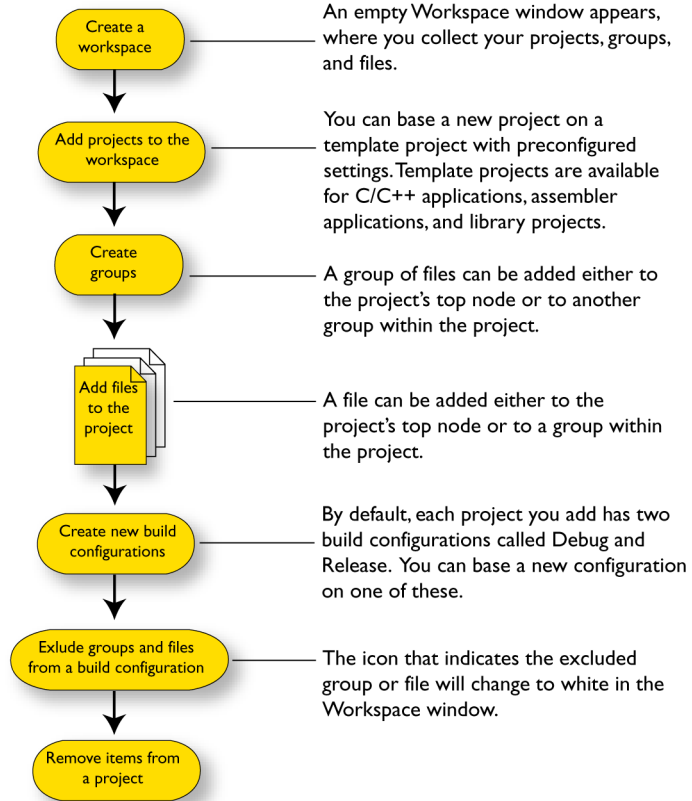 Create a
workspace
An empty Workspace window appears,
where you collect your projects, groups,
and files.
Add projects to the
workspace
You can base a new project on a
template project with preconfigured
settings. Template projects are available
for C/C++ applications, assembler
applications, and library projects.
Create
groups
A group of files can be added either to
the project's top node or to another
group within the project.
Add files
to the
project
A file can be added either to the
project's top node or to a group within
the project.
Create new build
configurations
By default, each project you add has two
build configurations called Debug and
Release. You can base a new configuration
on one of these.
Exlude groups and files
from a build configuration
The icon that indicates the excluded
group or file will change to white in the
Workspace window.
Remove items from
a project